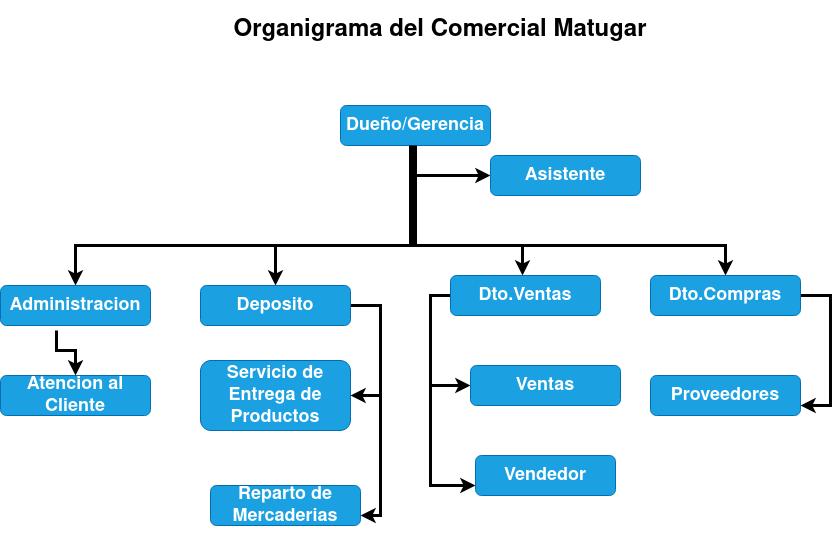 Organigrama del Comercial Matugar
Dueño/Gerencia
Asistente
Administracion
Deposito
Dto.Ventas
Dto.Compras
Atencion al
Cliente
Servicio de
Entrega de
Productos
Ventas
Proveedores
Reparto de
Mercaderias
Vendedor